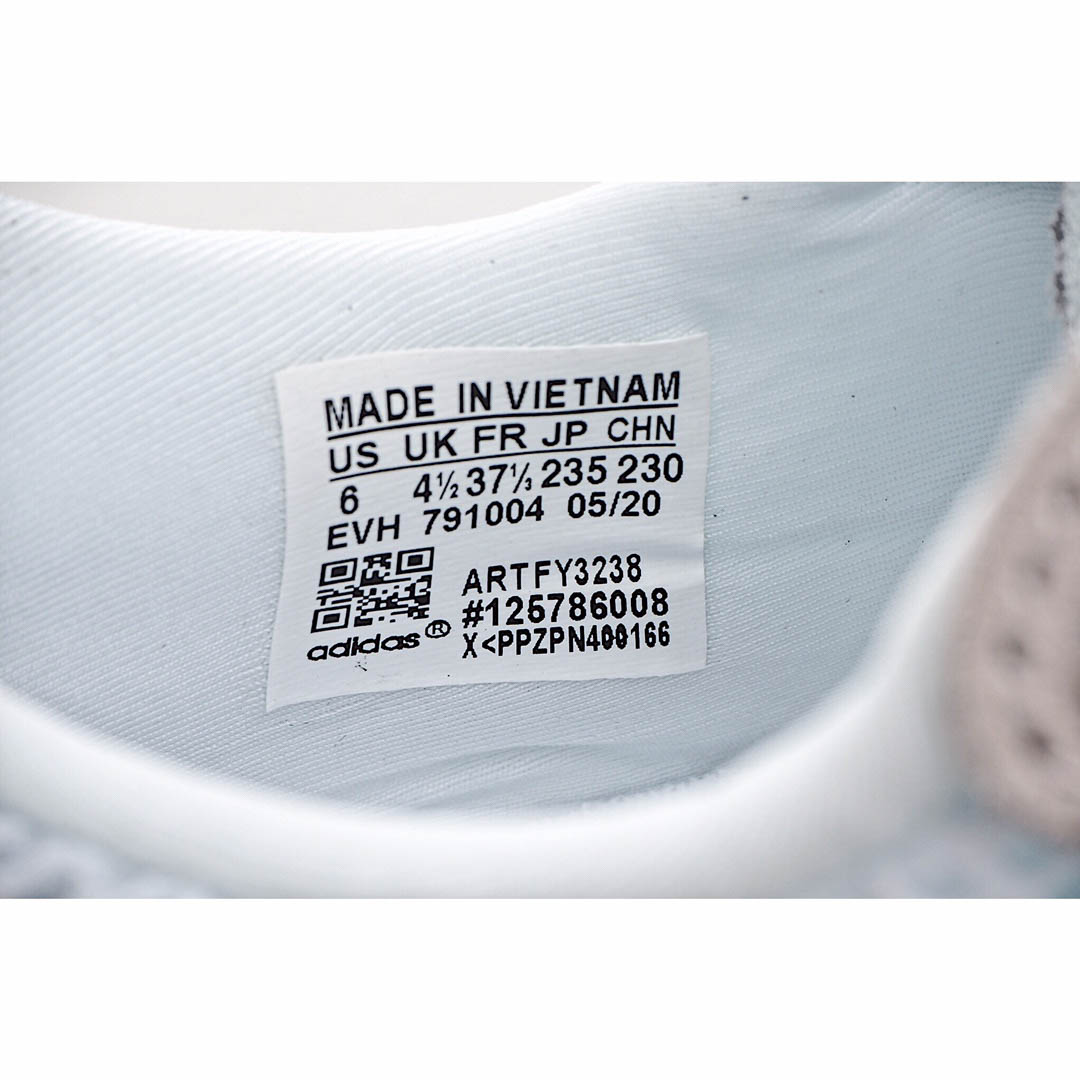 MADE IN VIETNAM
US UK FR JP CHN
6 4½ 37⅓ 235 230
EVH 791004 05/20
ARTFY3238
#125786008
X<PPZPN400166
adidas®